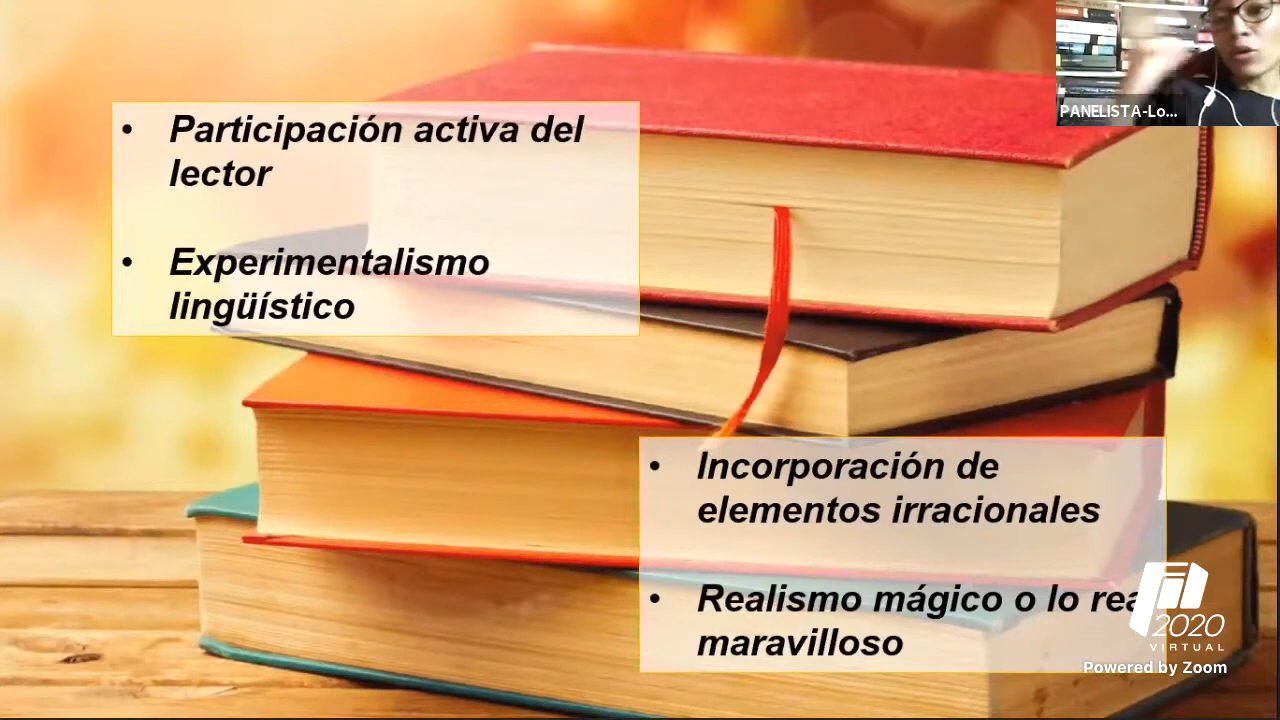 PANELISTA-Lo...
• Participación activa del
lector
• Experimentalismo
lingüístico
• Incorporación de
elementos irracionales
• Realismo mágico o lo rea
maravilloso
fil
2020
VIRTUAL
Powered by Zoom